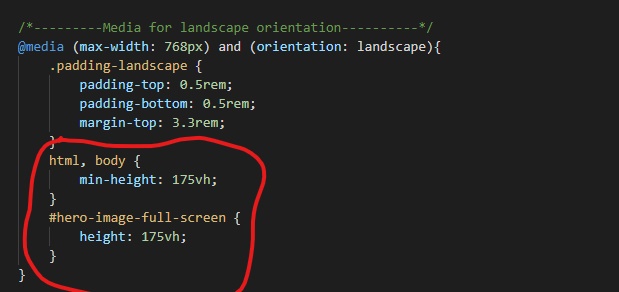 /*---------Media for landscape orientation----------*/
@media (max-width: 768px) and (orientation: landscape){
.padding-landscape {
padding-top: 0.5rem;
padding-bottom: 0.5rem;
margin-top: 3.3rem;
}
html, body {
min-height: 175vh;
}
#hero-image-full-screen {
height: 175vh;
}
}